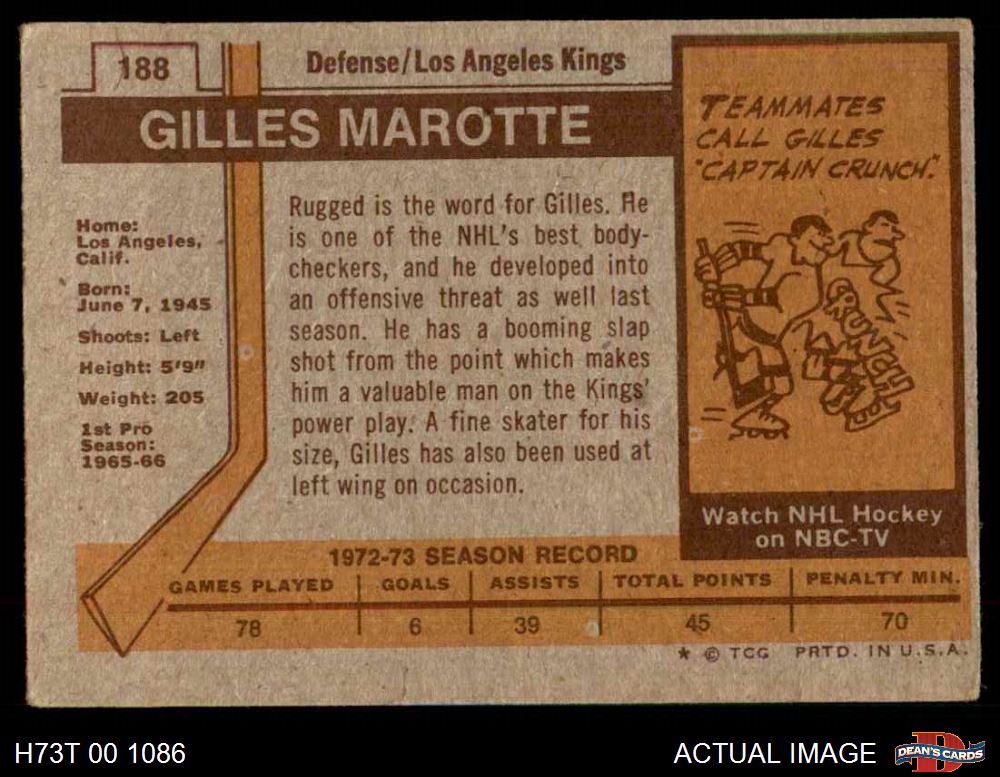 188
Defense/Los Angeles Kings
GILLES MAROTTE
TEAMMATES
CALL GILLES
"CAPTAIN CRUNCH".
Home:
Los Angeles,
Calif.
Born:
June 7, 1945
Shoots: Left
Height: 5'9"
Weight: 205
1st Pro
Season:
1965-66
Rugged is the word for Gilles. He
is one of the NHL's best body-
checkers, and he developed into
an offensive threat as well last
season. He has a booming slap
shot from the point which makes
him a valuable man on the Kings'
power play. A fine skater for his
size, Gilles has also been used at
left wing on occasion.
CRUNCH
Watch NHL Hockey
on NBC-TV
1972-73 SEASON RECORD
GAMES PLAYED GOALS ASSISTS TOTAL POINTS PENALTY MIN.
78 6 39 45 70
* © TCG PRTD. IN U.S.A.
H73T 00 1086
ACTUAL IMAGE
D
DEAN'S CARDS